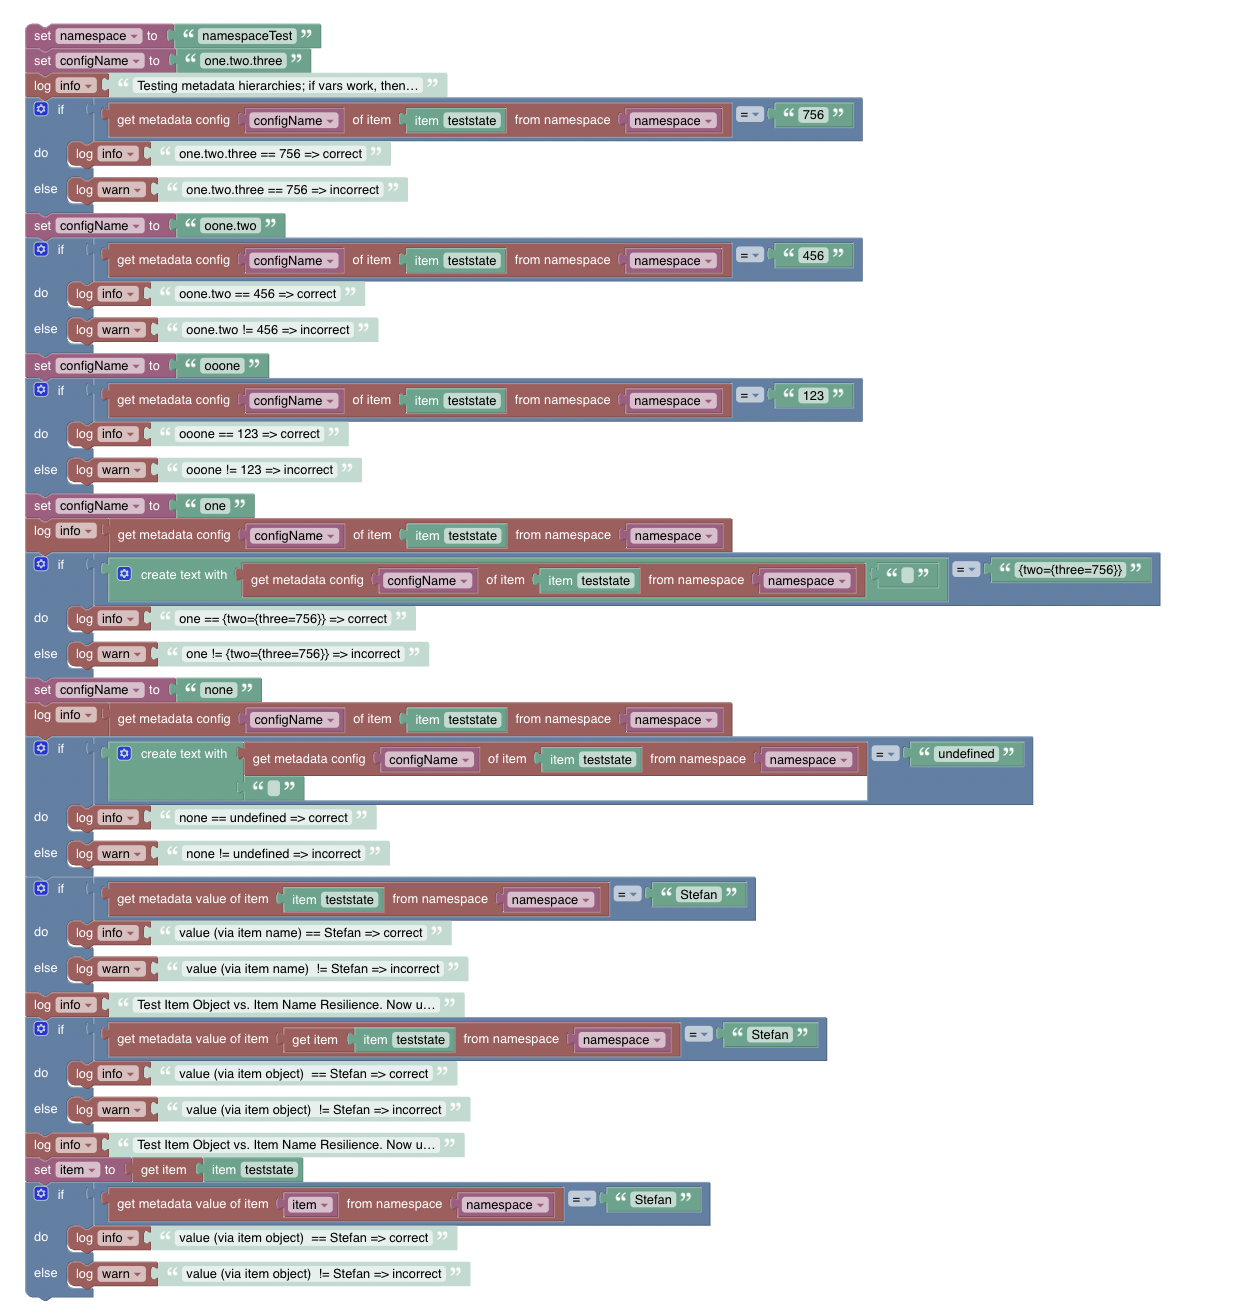 set namespace to “ namespaceTest ”
set configName to “ one.two.three ”
log info “ Testing metadata hierarchies; if vars work, then... ”
if get metadata config configName of item item teststate from namespace namespace = “ 756 ”
do log info “ one.two.three == 756 => correct ”
else log warn “ one.two.three == 756 => incorrect ”
set configName to “ oone.two ”
if get metadata config configName of item item teststate from namespace namespace = “ 456 ”
do log info “ oone.two == 456 => correct ”
else log warn “ oone.two != 456 => incorrect ”
set configName to “ ooone ”
if get metadata config configName of item item teststate from namespace namespace = “ 123 ”
do log info “ ooone == 123 => correct ”
else log warn “ ooone != 123 => incorrect ”
set configName to “ one ”
log info get metadata config configName of item item teststate from namespace namespace
if create text with get metadata config configName of item item teststate from namespace namespace “ ” = “ {two={three=756}} ”
do log info “ one == {two={three=756}} => correct ”
else log warn “ one != {two={three=756}} => incorrect ”
set configName to “ none ”
log info get metadata config configName of item item teststate from namespace namespace
if create text with get metadata config configName of item item teststate from namespace namespace = “ undefined ”
“ ”
do log info “ none == undefined => correct ”
else log warn “ none != undefined => incorrect ”
if get metadata value of item item teststate from namespace namespace = “ Stefan ”
do log info “ value (via item name) == Stefan => correct ”
else log warn “ value (via item name) != Stefan => incorrect ”
log info “ Test Item Object vs. Item Name Resilience. Now u... ”
if get metadata value of item get item item teststate from namespace namespace = “ Stefan ”
do log info “ value (via item object) == Stefan => correct ”
else log warn “ value (via item object) != Stefan => incorrect ”
log info “ Test Item Object vs. Item Name Resilience. Now u... ”
set item to get item item teststate
if get metadata value of item item from namespace namespace = “ Stefan ”
do log info “ value (via item object) == Stefan => correct ”
else log warn “ value (via item object) != Stefan => incorrect ”